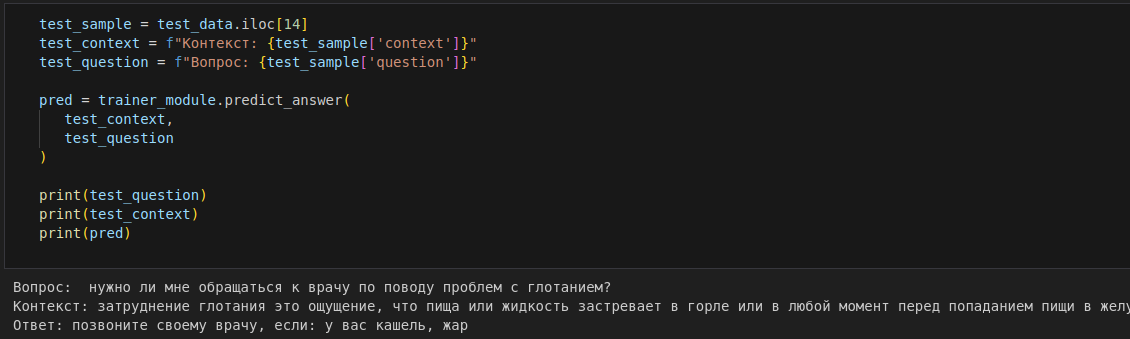 test_sample = test_data.iloc[14]
test_context = f"Контекст: {test_sample['context']}"
test_question = f"Вопрос: {test_sample['question']}"
pred = trainer_module.predict_answer(
test_context,
test_question
)
print(test_question)
print(test_context)
print(pred)
Вопрос: нужно ли мне обращаться к врачу по поводу проблем с глотанием?
Контекст: затруднение глотания это ощущение, что пища или жидкость застревает в горле или в любой момент перед попаданием пищи в желу
Ответ: позвоните своему врачу, если: у вас кашель, жар